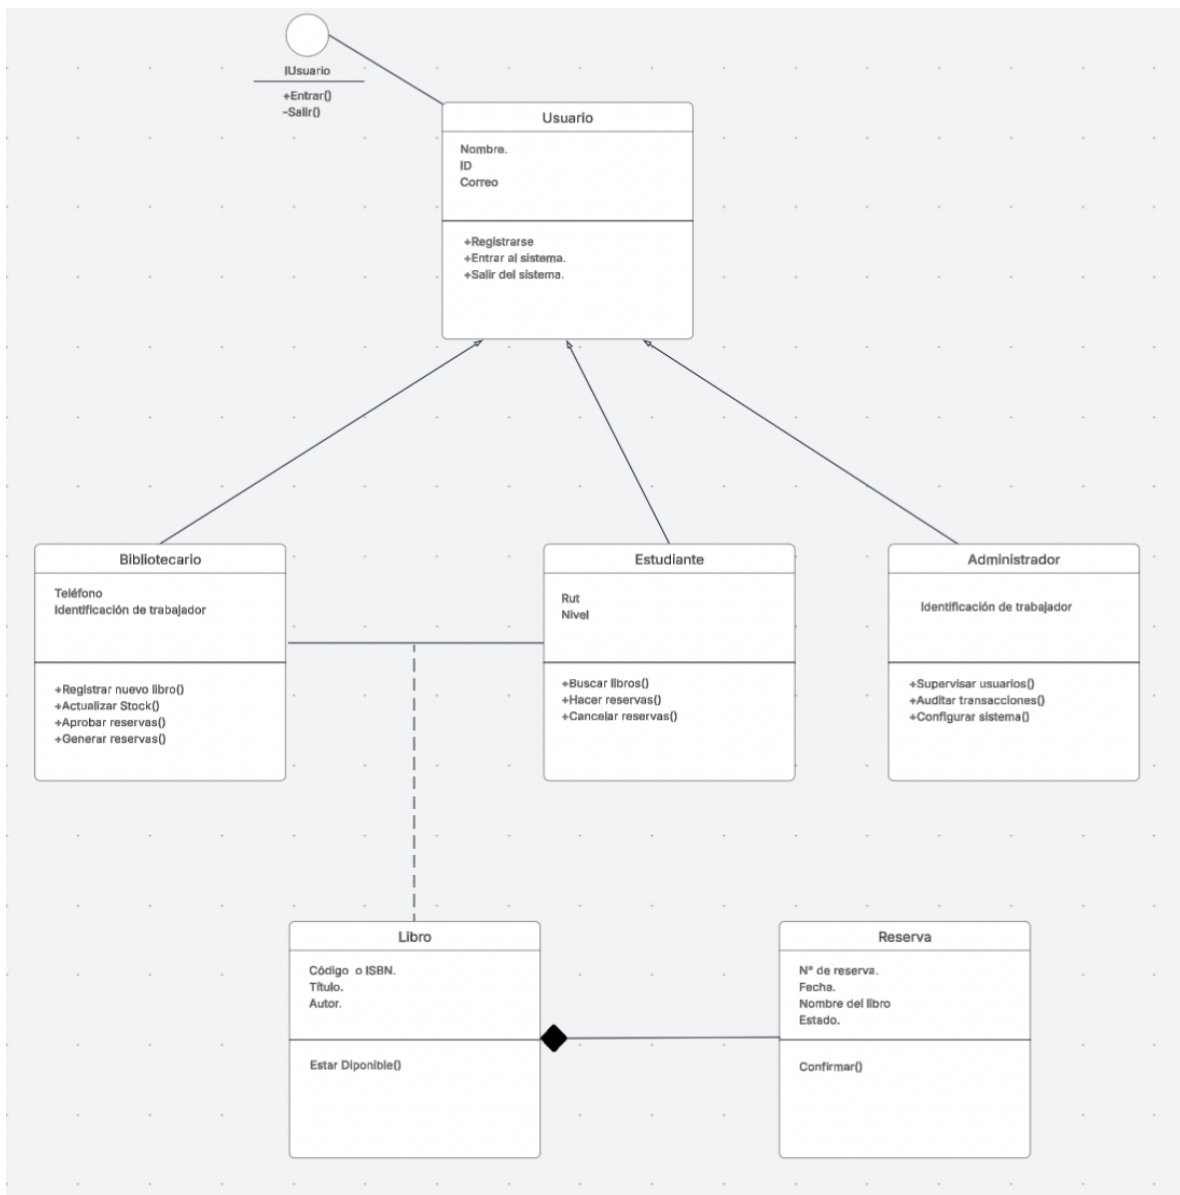 IUsuario
+Entrar()
-Salir()
Usuario
Nombre.
ID
Correo
+Registrarse
+Entrar al sistema.
+Salir del sistema.
Bibliotecario
Teléfono
Identificación de trabajador
+Registrar nuevo libro()
+Actualizar Stock()
+Aprobar reservas()
+Generar reservas()
Estudiante
Rut
Nivel
+Buscar libros()
+Hacer reservas()
+Cancelar reservas()
Administrador
Identificación de trabajador
+Supervisar usuarios()
+Auditar transacciones()
+Configurar sistema()
Libro
Código o ISBN.
Título.
Autor.
Estar Diponible()
Reserva
N° de reserva.
Fecha.
Nombre del libro
Estado.
Confirmar()